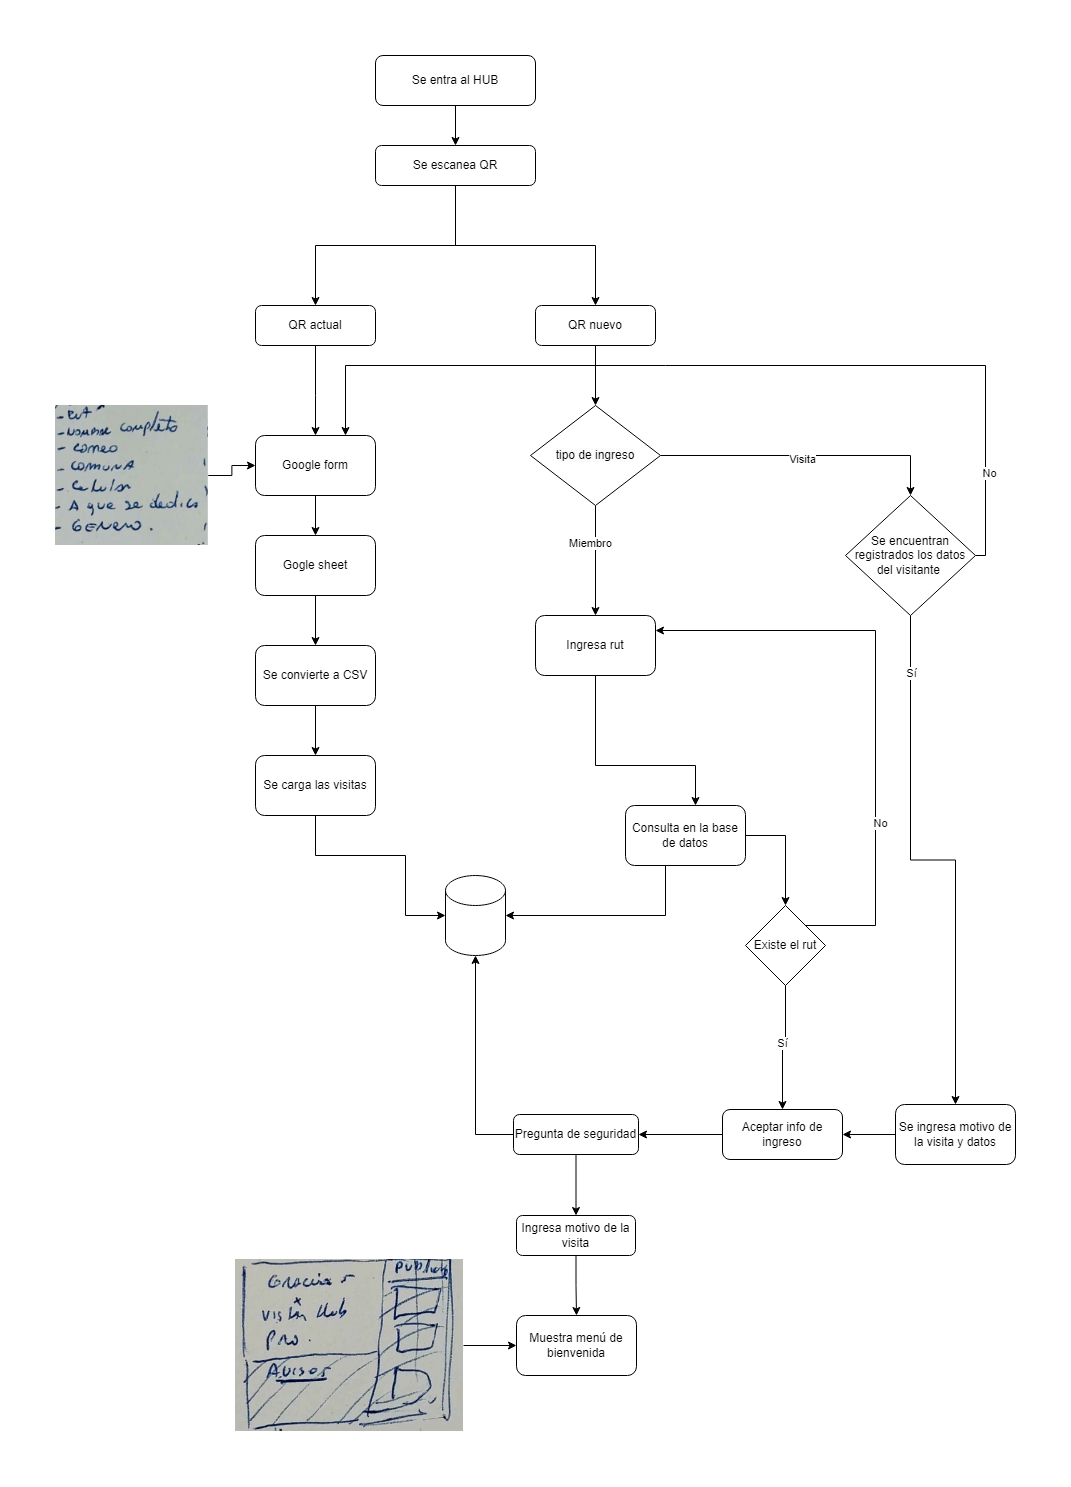 Se entra al HUB
Se escanea QR
QR actual
QR nuevo
- RUT
- NOMBRE completo
- correo
- COMUNA
- Celular
- A que se dedica
- GENERO.
Google form
tipo de ingreso
Visita
No
Se encuentran
registrados los datos
del visitante
Miembro
Gogle sheet
Ingresa rut
Se convierte a CSV
Sí
Se carga las visitas
Consulta en la base
de datos
No
Existe el rut
Sí
Pregunta de seguridad
Aceptar info de
ingreso
Se ingresa motivo de
la visita y datos
Ingresa motivo de la
visita
Gracias
x
visitar Hub
Pro.
Avisos
Muestra menú de
bienvenida